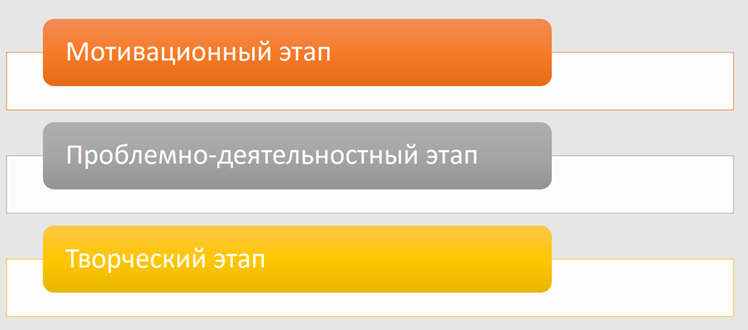 Мотивационный этап
Проблемно-деятельностный этап
Творческий этап